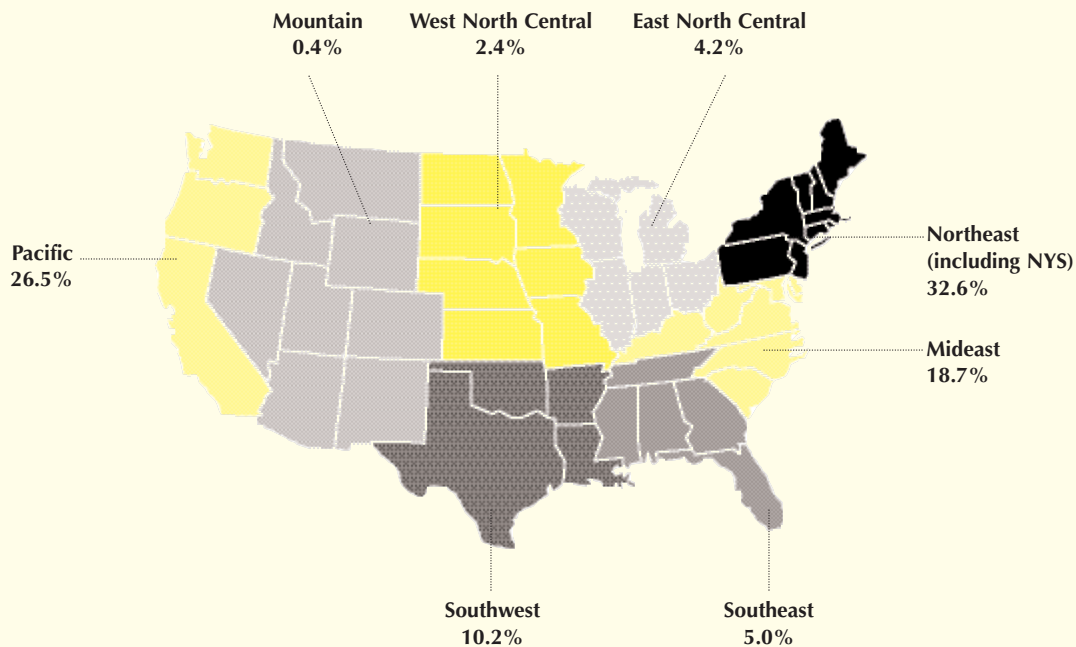 Mountain
0.4%
West North Central
2.4%
East North Central
4.2%
Pacific
26.5%
Northeast
(including NYS)
32.6%
Mideast
18.7%
Southwest
10.2%
Southeast
5.0%